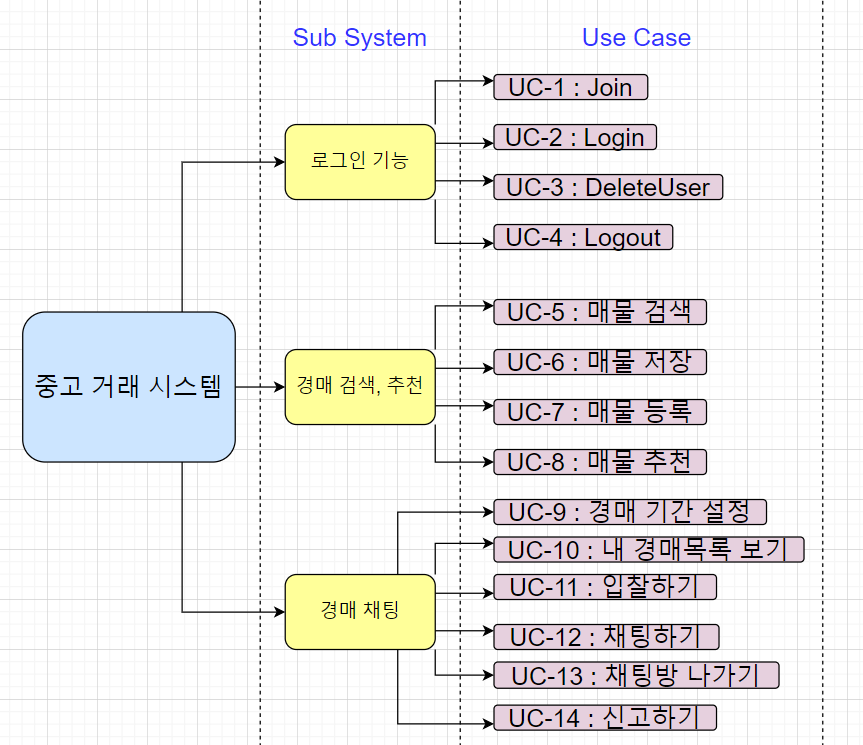 Sub System
Use Case
중고 거래 시스템
로그인 기능
UC-1 : Join
UC-2 : Login
UC-3 : DeleteUser
UC-4 : Logout
경매 검색, 추천
UC-5 : 매물 검색
UC-6 : 매물 저장
UC-7 : 매물 등록
UC-8 : 매물 추천
경매 채팅
UC-9 : 경매 기간 설정
UC-10 : 내 경매목록 보기
UC-11 : 입찰하기
UC-12 : 채팅하기
UC-13 : 채팅방 나가기
UC-14 : 신고하기